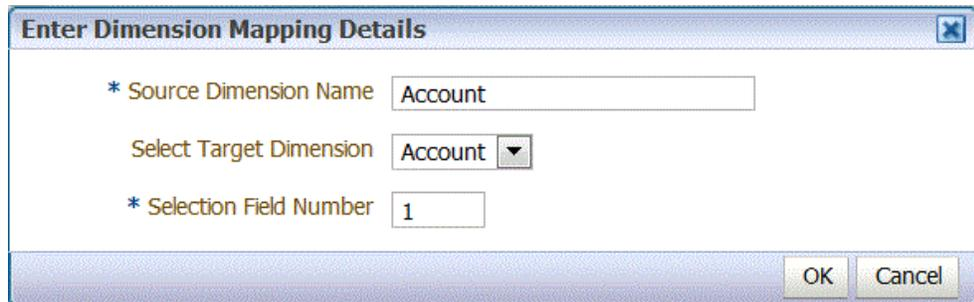 Enter Dimension Mapping Details
* Source Dimension Name Account
Select Target Dimension Account
* Selection Field Number 1
OK Cancel